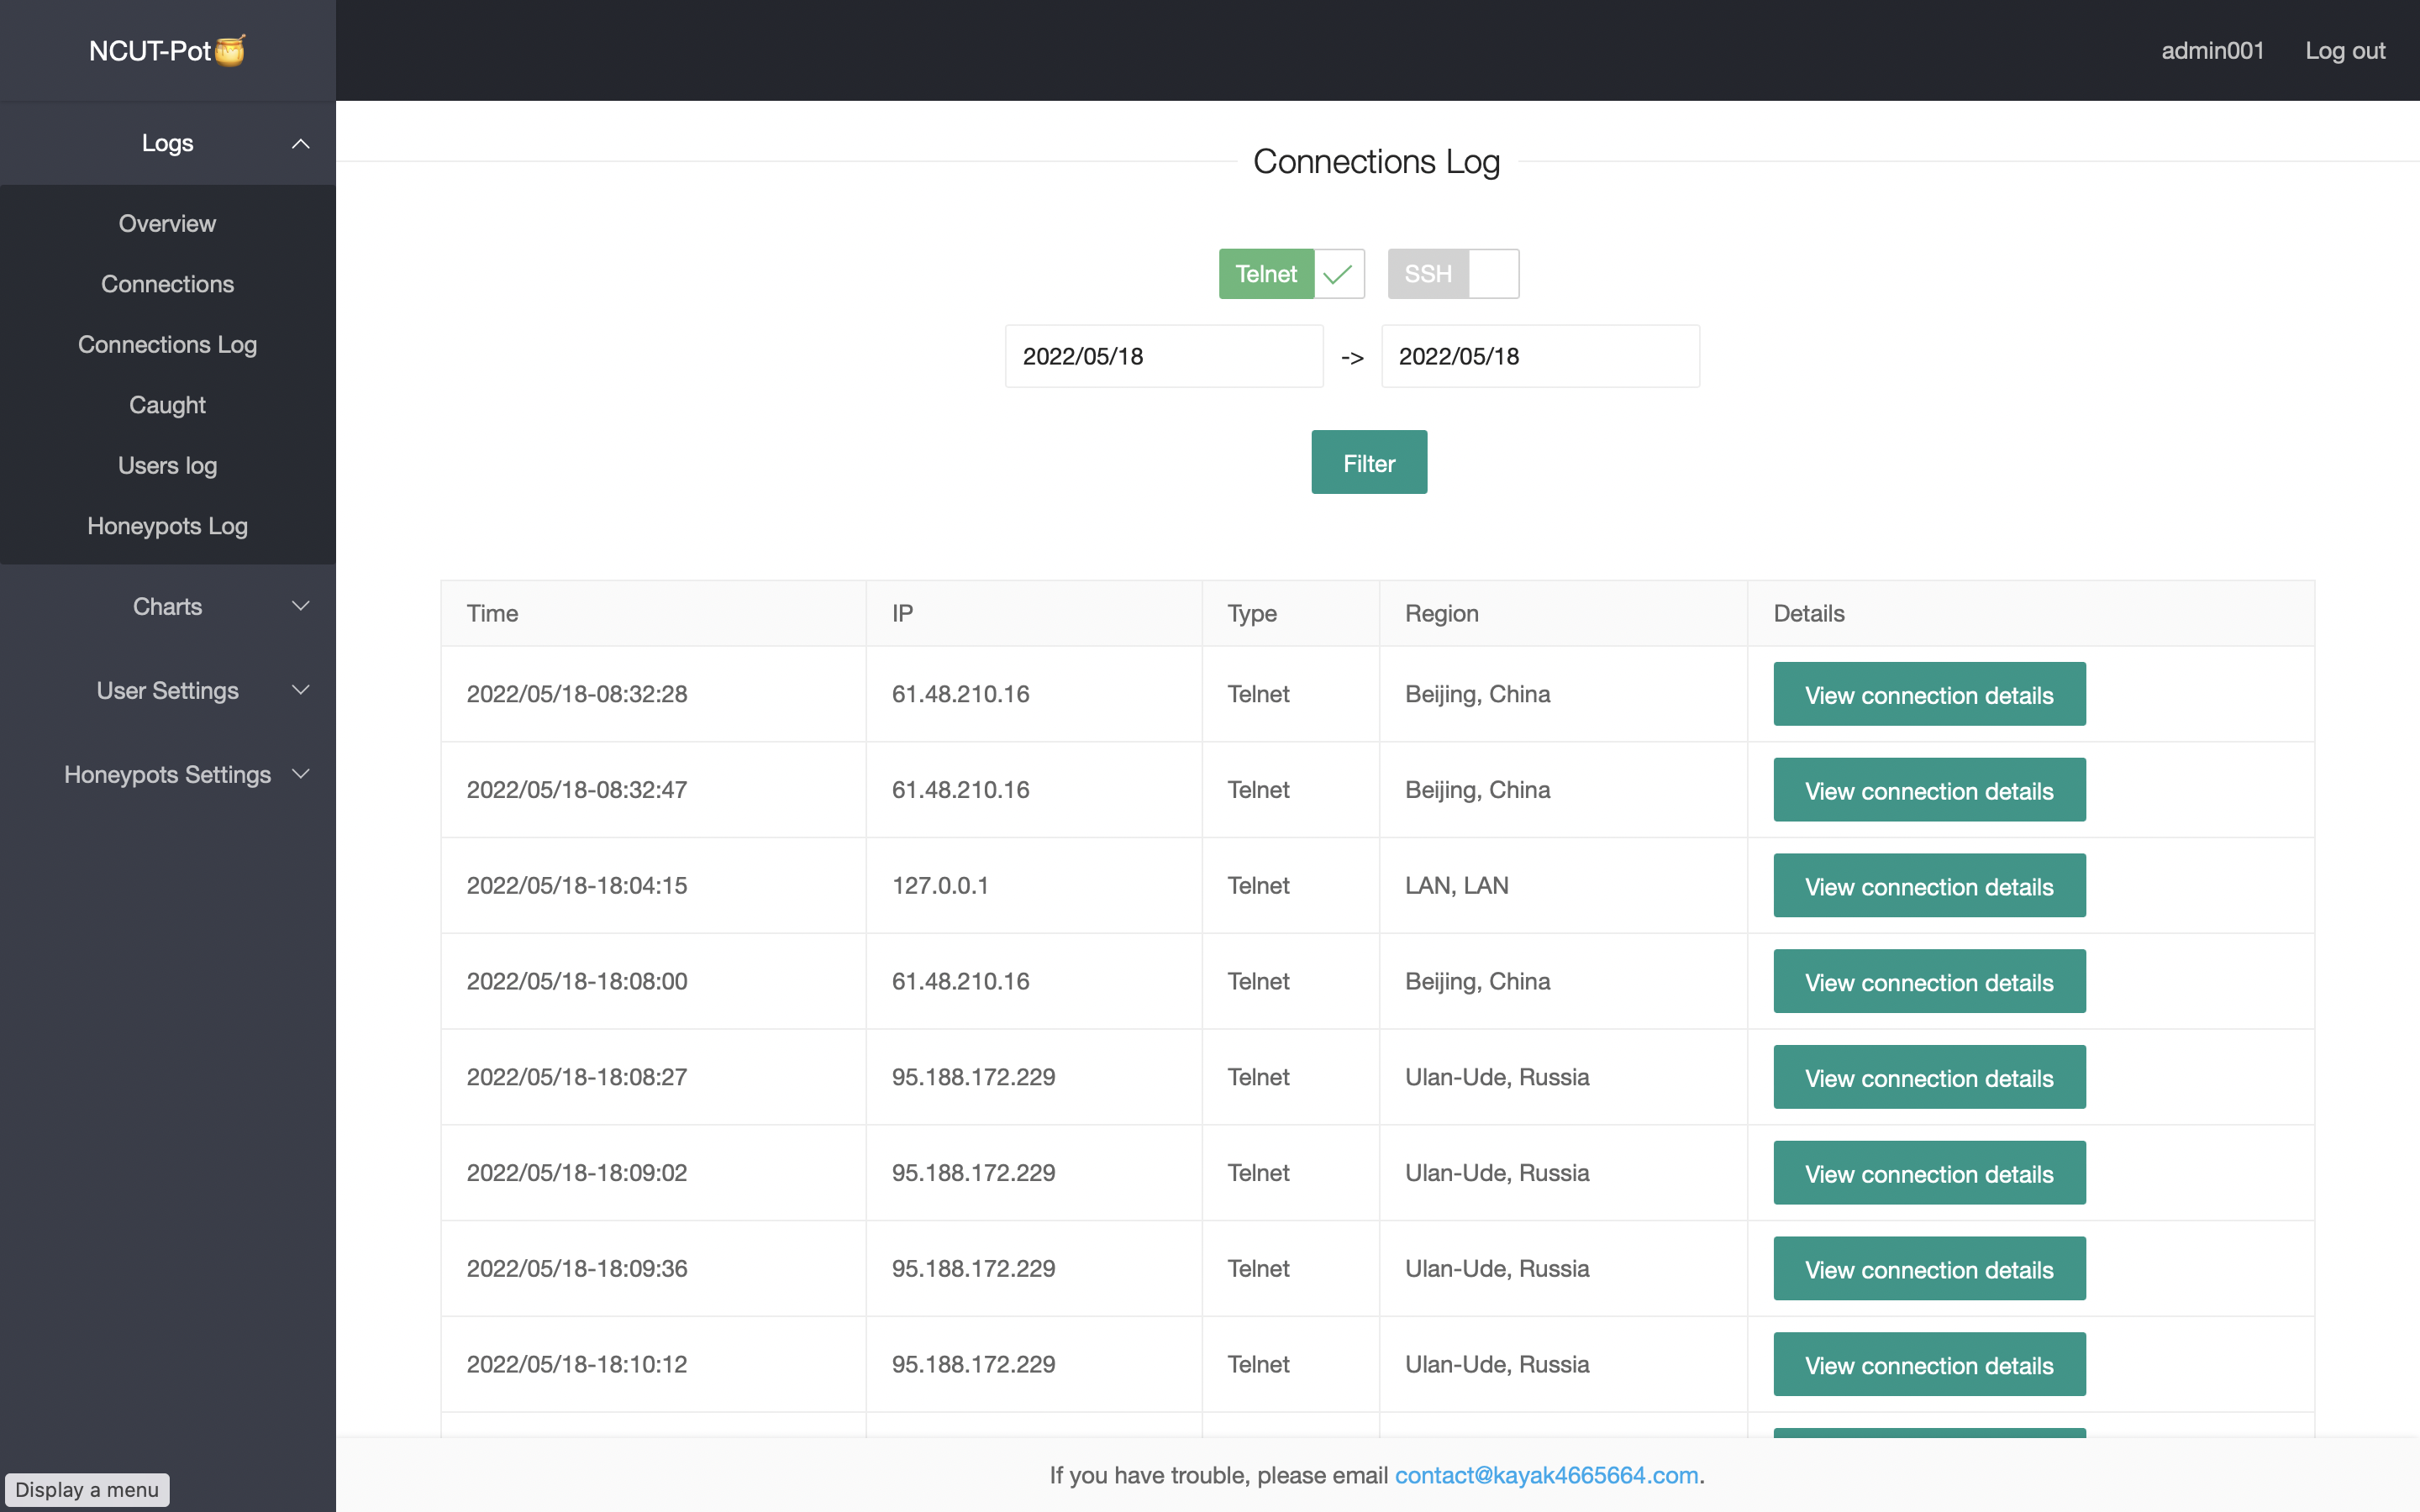 NCUT-Pot🍯
admin001 Log out
Logs
Overview
Connections
Connections Log
Caught
Users log
Honeypots Log
Charts
User Settings
Honeypots Settings
Display a menu
Connections Log
Telnet SSH
2022/05/18 -> 2022/05/18
Filter
Time IP Type Region Details
2022/05/18-08:32:28 61.48.210.16 Telnet Beijing, China View connection details
2022/05/18-08:32:47 61.48.210.16 Telnet Beijing, China View connection details
2022/05/18-18:04:15 127.0.0.1 Telnet LAN, LAN View connection details
2022/05/18-18:08:00 61.48.210.16 Telnet Beijing, China View connection details
2022/05/18-18:08:27 95.188.172.229 Telnet Ulan-Ude, Russia View connection details
2022/05/18-18:09:02 95.188.172.229 Telnet Ulan-Ude, Russia View connection details
2022/05/18-18:09:36 95.188.172.229 Telnet Ulan-Ude, Russia View connection details
2022/05/18-18:10:12 95.188.172.229 Telnet Ulan-Ude, Russia View connection details
If you have trouble, please email contact@kayak4665664.com.